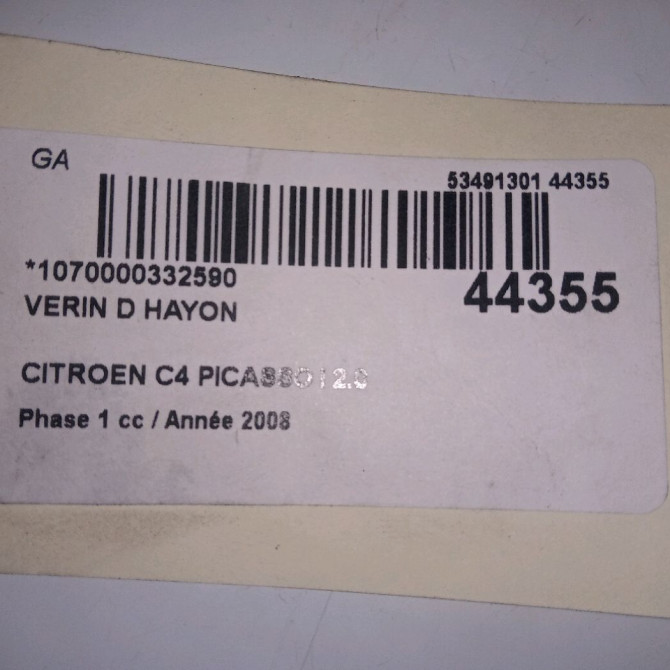 GA
53491301 44355
*1070000332590
44355
VERIN D HAYON
CITROEN C4 PICASSO I 2.0
Phase 1 cc / Année 2008